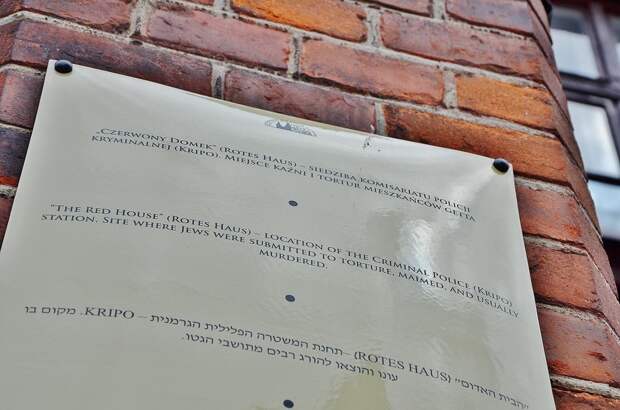 „Czerwony Domek” (Rotes Haus) – siedziba komisariatu policji
kryminalnej (Kripo). Miejsce kaźni i tortur mieszkańców getta
"The Red House" (Rotes Haus) – location of the Criminal Police (Kripo)
station. Site where Jews were submitted to torture, maimed, and usually
murdered.
"הבית האדום" (ROTES HAUS) –תחנת המשטרה הפלילית הגרמנית – KRIPO. מקום בו
עונו והוצאו להורג רבים מתושבי הגטו.